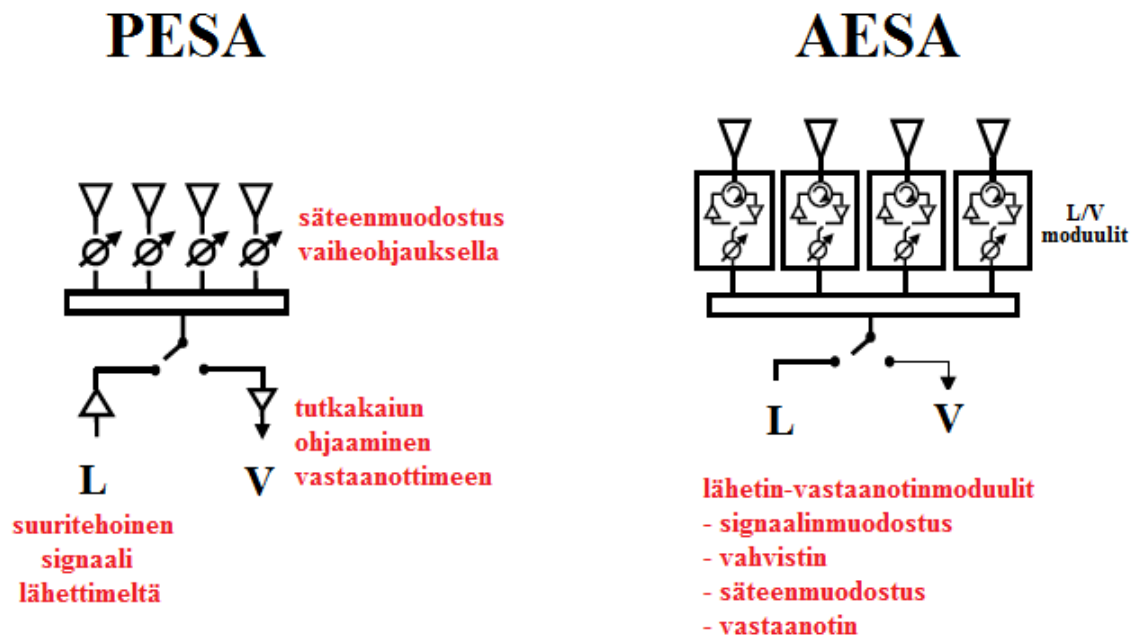 PESA
säteenmuodostus
vaiheohjauksella
L
V
tutkakaiun
ohjaaminen
vastaanottimeen
suuritehoinen
signaali
lähettimeltä
AESA
L/V
moduulit
L
V
lähetin-vastaanotinmoduulit
- signaalinmuodostus
- vahvistin
- säteenmuodostus
- vastaanotin